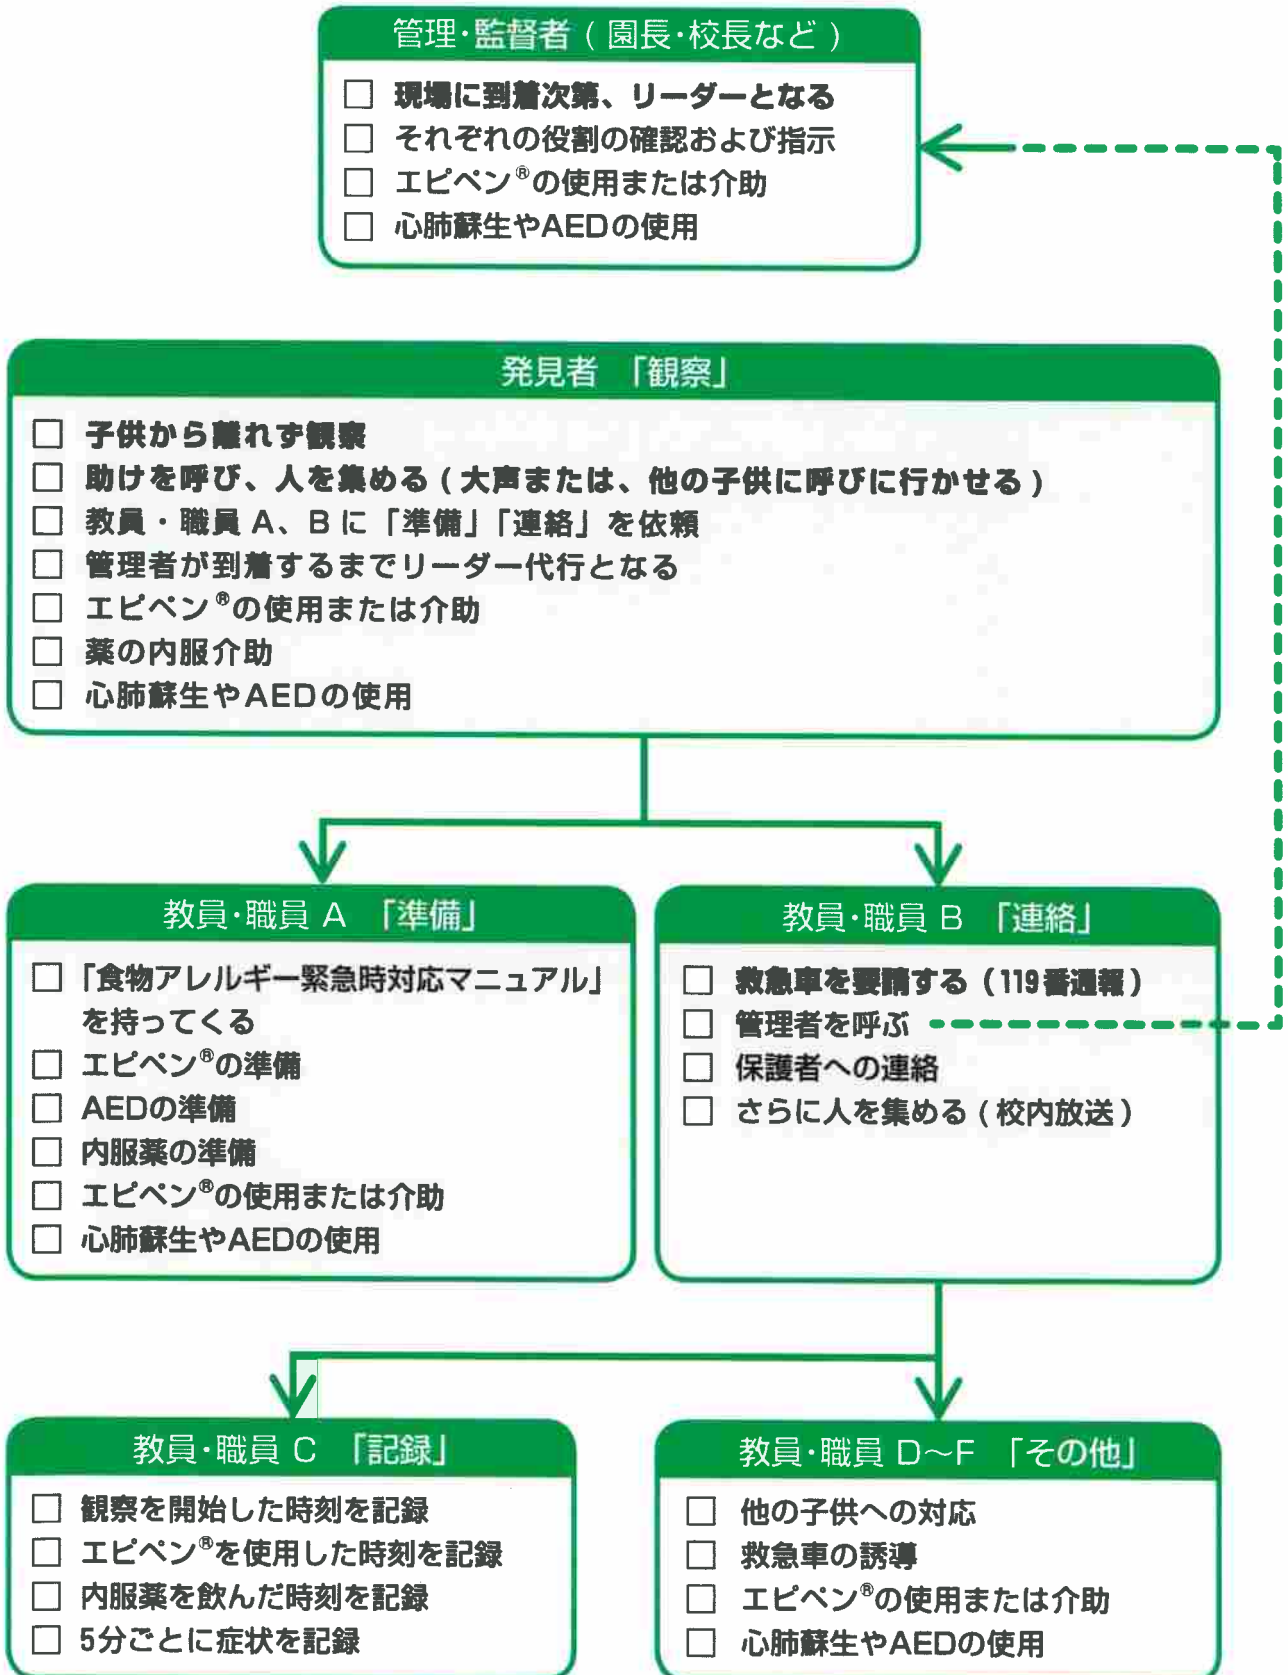 管理・監督者（園長・校長など）
□ 現場に到着次第、リーダーとなる
□ それぞれの役割の確認および指示
□ エピペン®の使用または介助
□ 心肺蘇生やAEDの使用
発見者 「観察」
□ 子供から離れず観察
□ 助けを呼び、人を集める（大声または、他の子供に呼びに行かせる）
□ 教員・職員 A、B に「準備」「連絡」を依頼
□ 管理者が到着するまでリーダー代行となる
□ エピペン®の使用または介助
□ 薬の内服介助
□ 心肺蘇生やAEDの使用
教員・職員 A 「準備」
□ 「食物アレルギー緊急時対応マニュアル」
を持ってくる
□ エピペン®の準備
□ AEDの準備
□ 内服薬の準備
□ エピペン®の使用または介助
□ 心肺蘇生やAEDの使用
教員・職員 B 「連絡」
□ 救急車を要請する（119番通報）
□ 管理者を呼ぶ
□ 保護者への連絡
□ さらに人を集める（校内放送）
教員・職員 C 「記録」
□ 観察を開始した時刻を記録
□ エピペン®を使用した時刻を記録
□ 内服薬を飲んだ時刻を記録
□ 5分ごとに症状を記録
教員・職員 D～F 「その他」
□ 他の子供への対応
□ 救急車の誘導
□ エピペン®の使用または介助
□ 心肺蘇生やAEDの使用